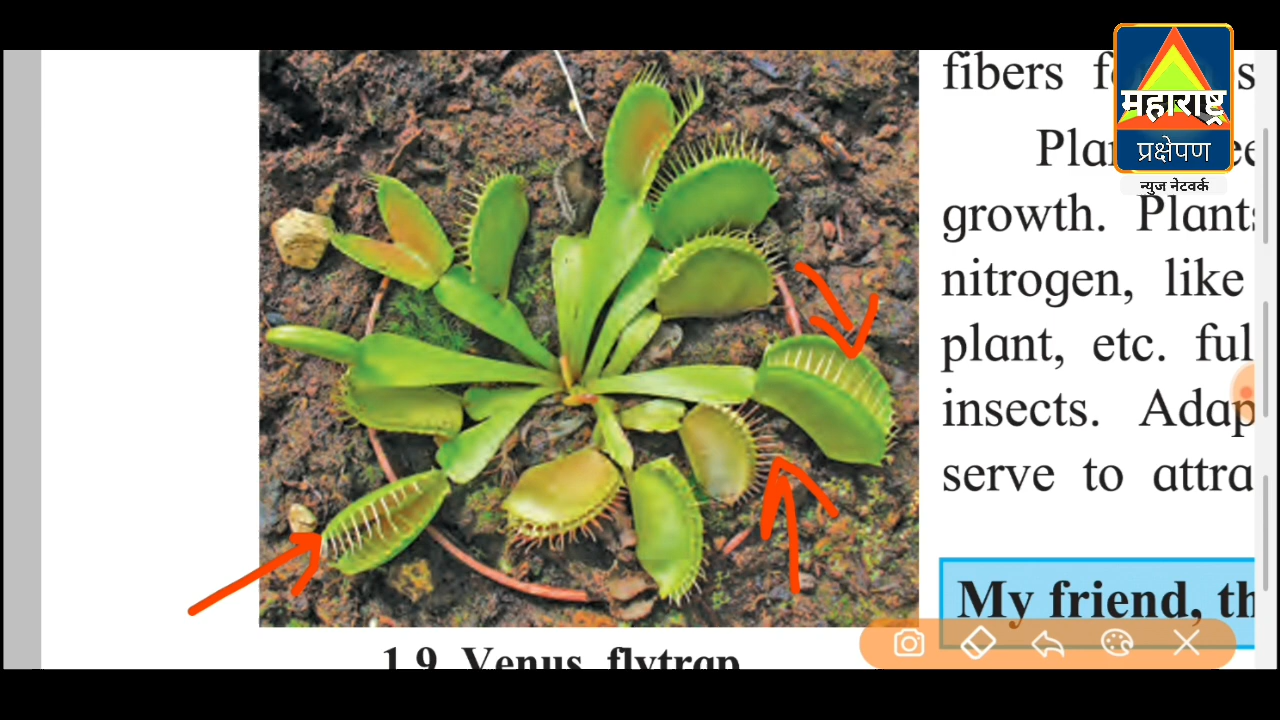 fibers
महाराष्ट्र
प्रक्षेपण
न्युज नेटवर्क
growth. Plants
nitrogen, like
plant, etc. ful
insects. Adap
serve to attra
My friend, th
1.9 Venus flytrap